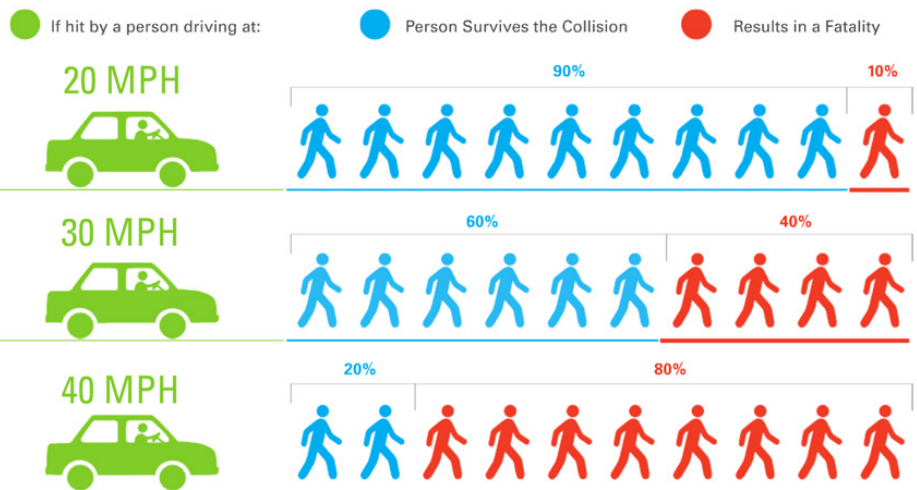 If hit by a person driving at:
Person Survives the Collision
Results in a Fatality
20 MPH
90%
10%
30 MPH
60%
40%
40 MPH
20%
80%